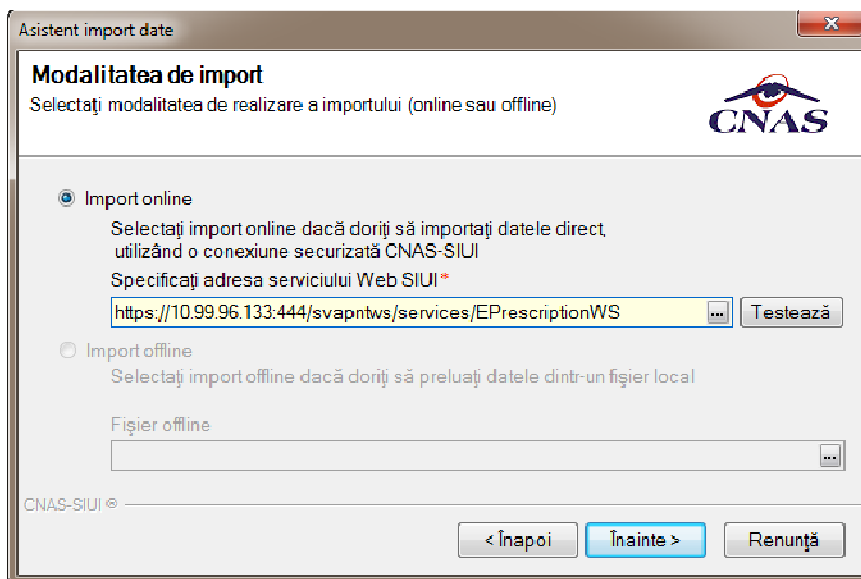 Asistent import date
x
Modalitatea de import
Selectaţi modalitatea de realizare a importului (online sau offline)
CNAS
Import online
Selectaţi import online dacă doriţi să importaţi datele direct,
utilizând o conexiune securizată CNAS-SIUI
Specificaţi adresa serviciului Web SIUI*
https://10.99.96.133:444/svapntws/services/EPrescriptionWS
... Testează
Import offline
Selectaţi import offline dacă doriţi să preluaţi datele dintr-un fişier local
Fişier offline
...
CNAS-SIUI ®
< Înapoi Înainte > Renunţă